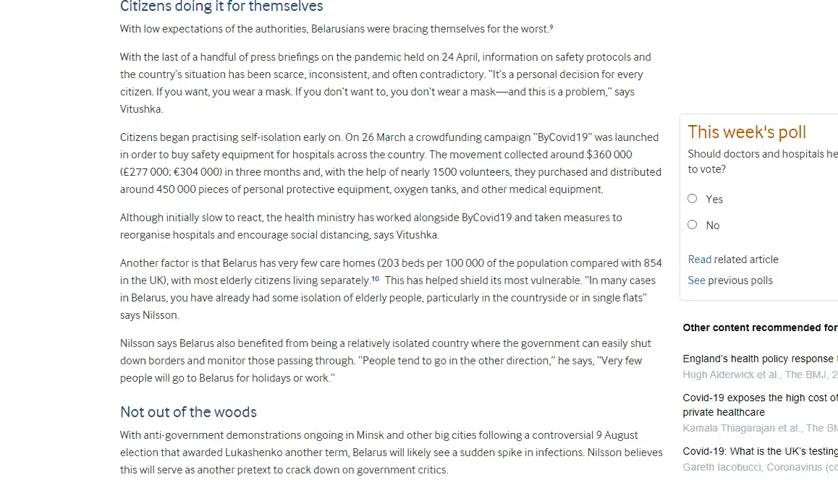 Citizens doing it for themselves
With low expectations of the authorities, Belarusians were bracing themselves for the worst.⁹
With the last of a handful of press briefings on the pandemic held on 24 April, information on safety protocols and
the country's situation has been scarce, inconsistent, and often contradictory. "It's a personal decision for every
citizen. If you want, you wear a mask. If you don't want to, you don't wear a mask—and this is a problem," says
Vitushka.
Citizens began practising self-isolation early on. On 26 March a crowdfunding campaign "ByCovid19" was launched
in order to buy safety equipment for hospitals across the country. The movement collected around $360 000
(£277 000; €304 000) in three months and, with the help of nearly 1500 volunteers, they purchased and distributed
around 450 000 pieces of personal protective equipment, oxygen tanks, and other medical equipment.
Although initially slow to react, the health ministry has worked alongside ByCovid19 and taken measures to
reorganise hospitals and encourage social distancing, says Vitushka.
Another factor is that Belarus has very few care homes (203 beds per 100 000 of the population compared with 854
in the UK), with most elderly citizens living separately.¹⁰ This has helped shield its most vulnerable. "In many cases
in Belarus, you have already had some isolation of elderly people, particularly in the countryside or in single flats"
says Nilsson.
Nilsson says Belarus also benefited from being a relatively isolated country where the government can easily shut
down borders and monitor those passing through. "People tend to go in the other direction," he says, "Very few
people will go to Belarus for holidays or work."
Not out of the woods
With anti-government demonstrations ongoing in Minsk and other big cities following a controversial 9 August
election that awarded Lukashenko another term, Belarus will likely see a sudden spike in infections. Nilsson believes
this will serve as another pretext to crack down on government critics.
This week's poll
Should doctors and hospitals he
to vote?
Yes
No
Read related article
See previous polls
Other content recommended for
England's health policy response
Hugh Alderwick et al., The BMJ, 2
Covid-19 exposes the high cost of
private healthcare
Kamala Thiagarajan et al., The BM
Covid-19: What is the UK's testing
Gareth Iacobucci, Coronavirus (co